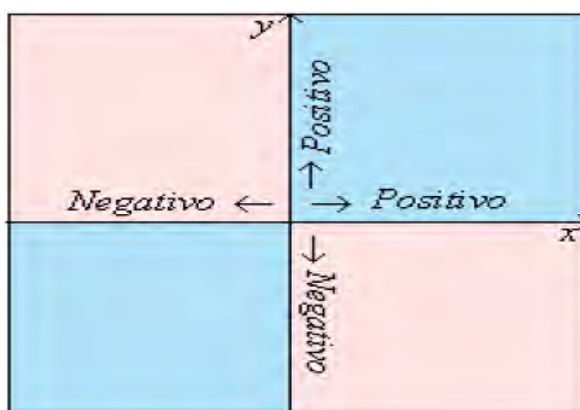 y
Positivo
Negativo ← → Positivo
x
Negativo